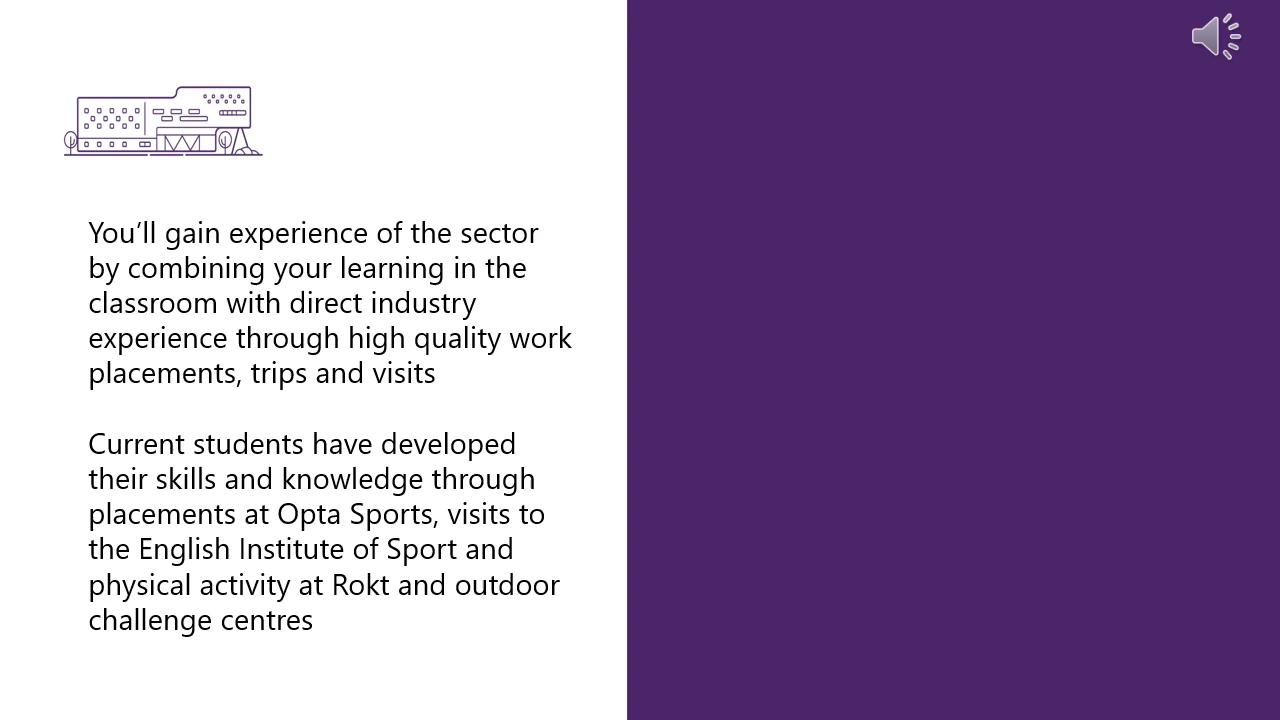 You’ll gain experience of the sector
by combining your learning in the
classroom with direct industry
experience through high quality work
placements, trips and visits
Current students have developed
their skills and knowledge through
placements at Opta Sports, visits to
the English Institute of Sport and
physical activity at Rokt and outdoor
challenge centres